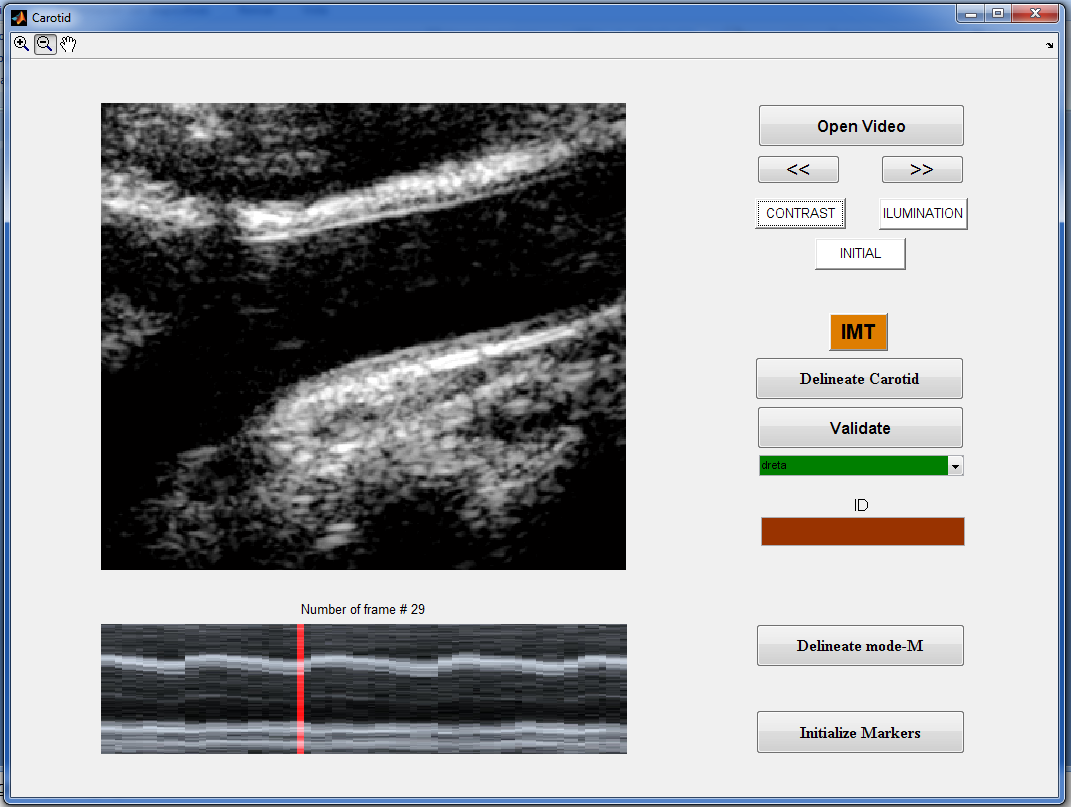 Carotid
Open Video
<< >>
CONTRAST ILUMINATION
INITIAL
IMT
Delineate Carotid
Validate
dreta
ID
Number of frame # 29
Delineate mode-M
Initialize Markers